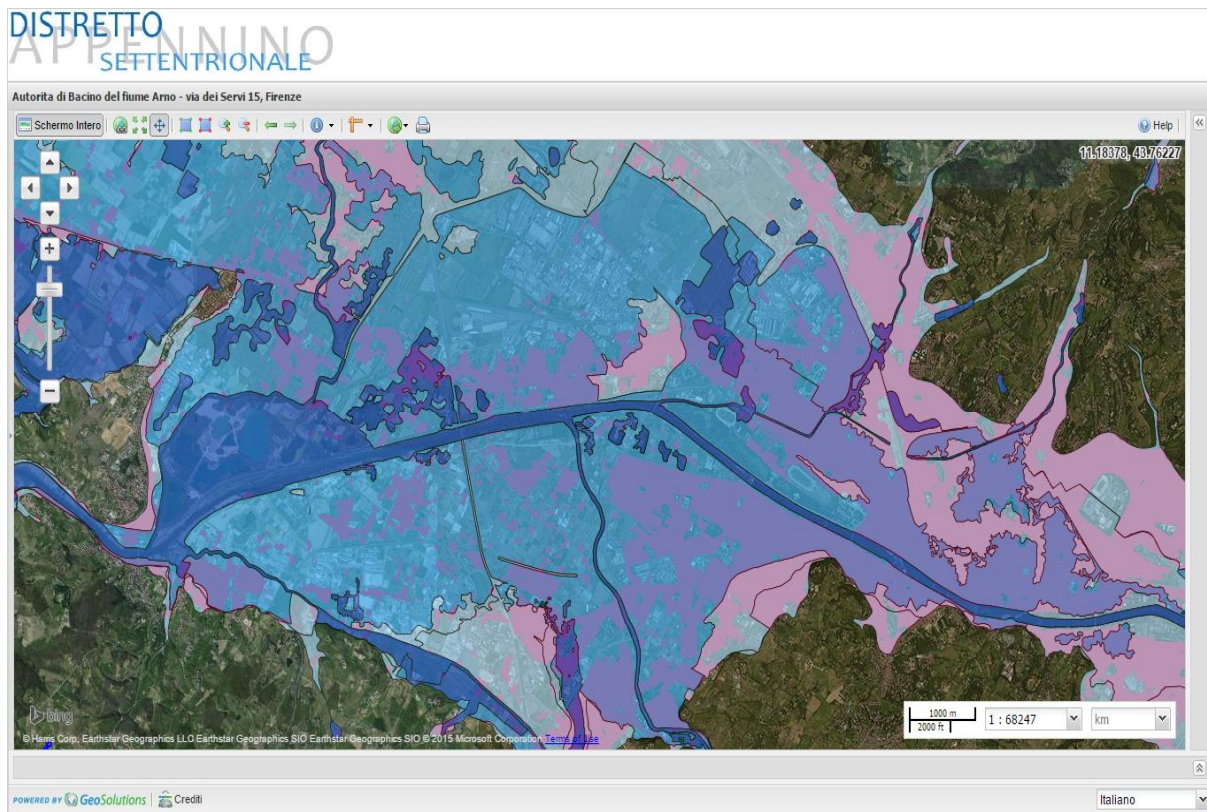 DISTRETTO
APPENNINO
SETTENTRIONALE
Autorita di Bacino del fiume Arno - via dei Servi 15, Firenze
Schermo Intero
Help
11.18378, 43.76227
bing
1000 m
2000 ft
1 : 68247
km
© Harris Corp, Earthstar Geographics LLC Earthstar Geographics SIO Earthstar Geographics SIO © 2015 Microsoft Corporation Terms of Use
POWERED BY GeoSolutions
Crediti
Italiano